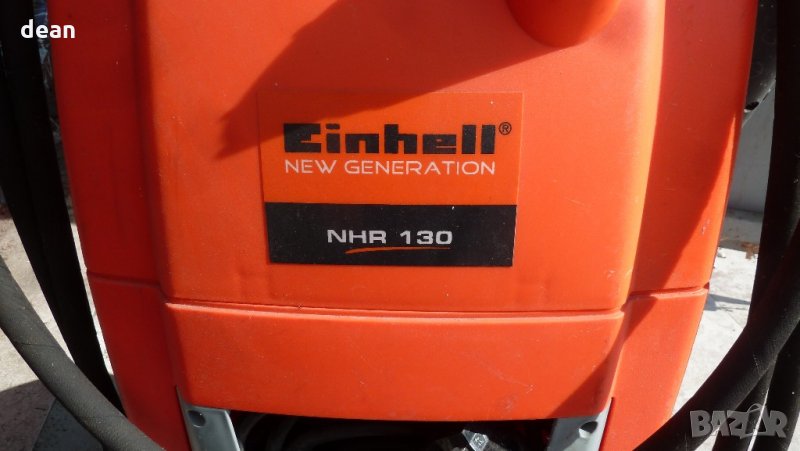 dean
Einhell®
NEW GENERATION
NHR 130
BAZAR